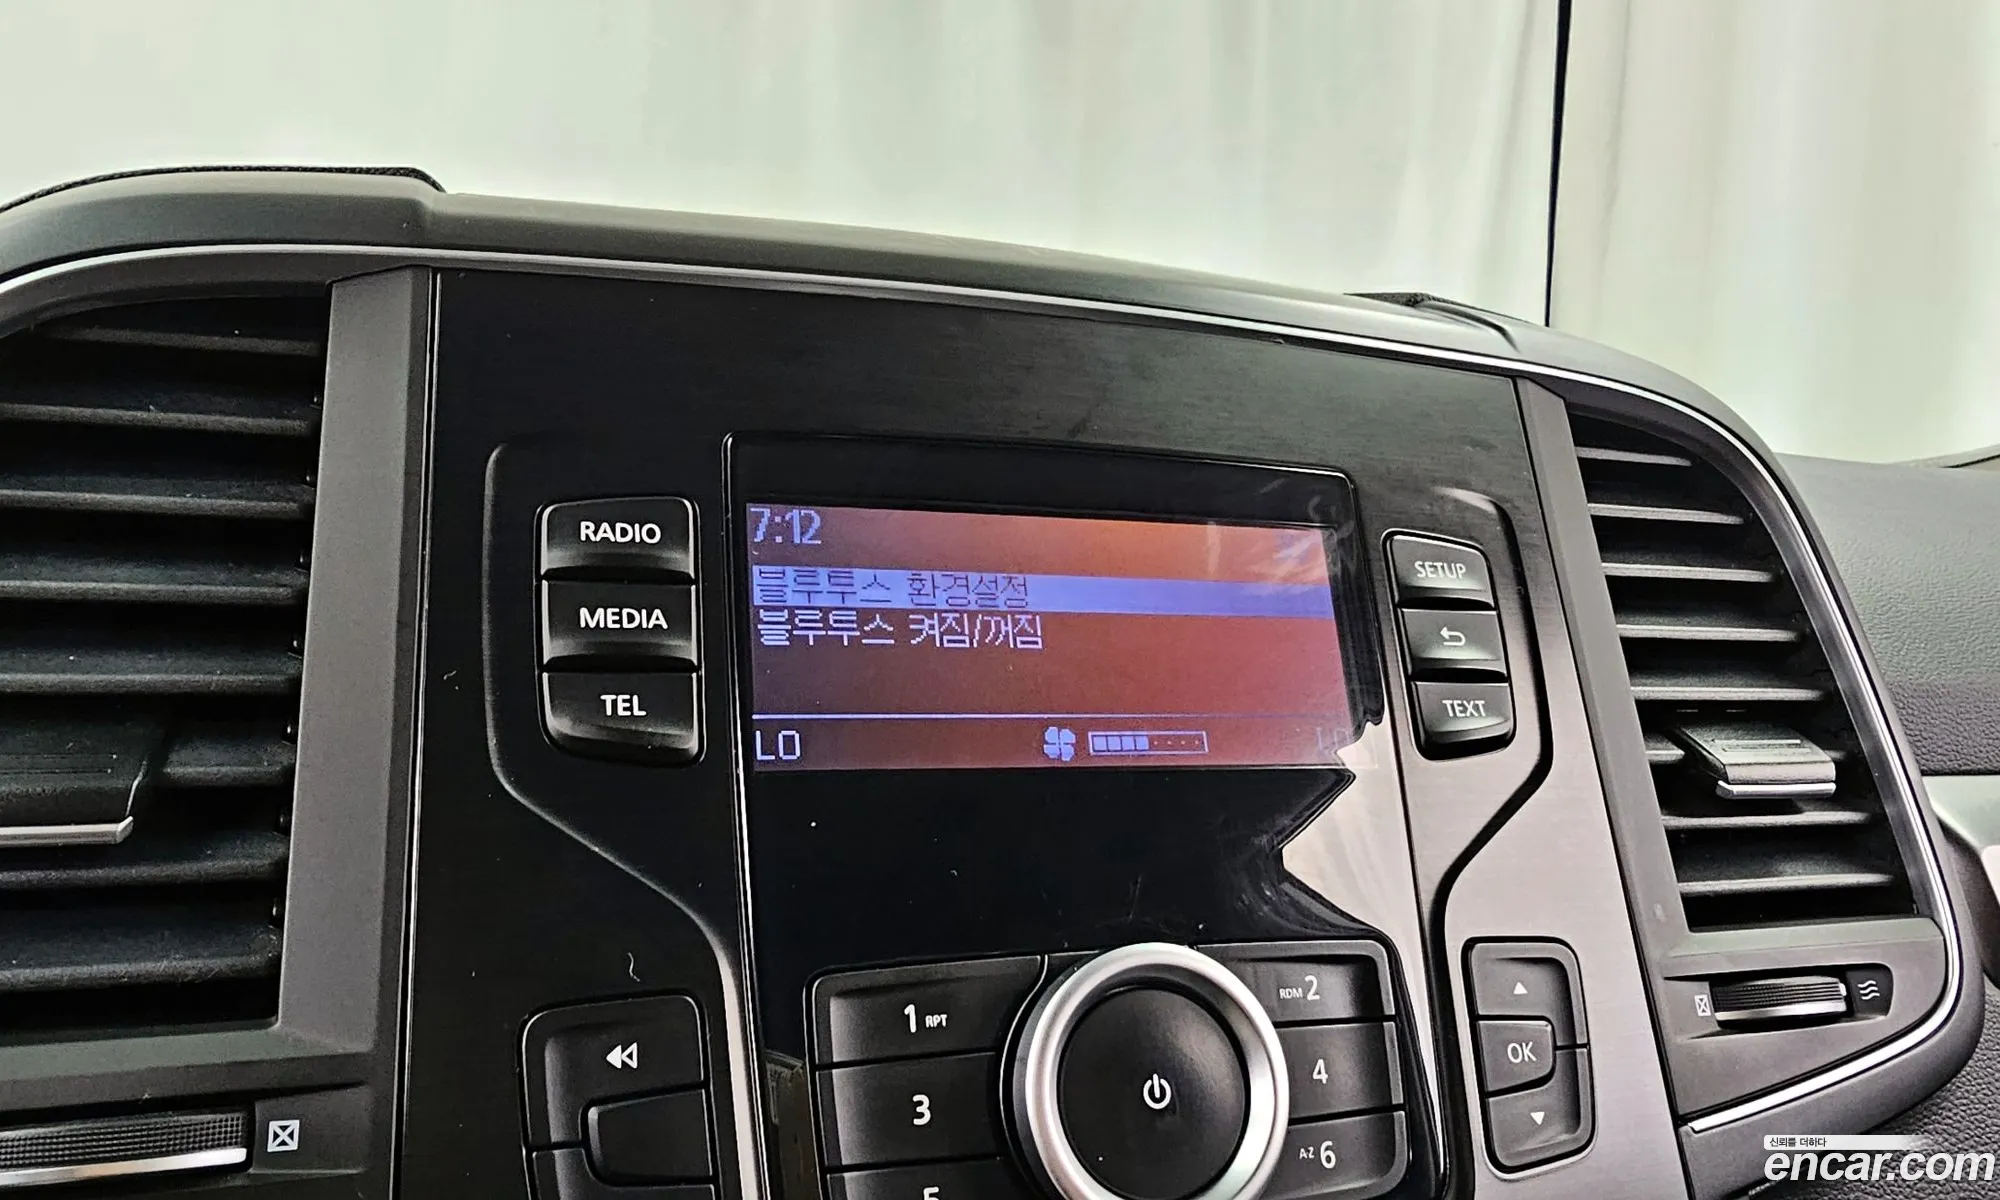 7:12
블루투스 환경설정
블루투스 켜짐/꺼짐
LO
LO
RADIO
MEDIA
TEL
SETUP
TEXT
1 RPT
RDM 2
3
4
5
A-Z 6
OK
신뢰를 더하다
encar.com